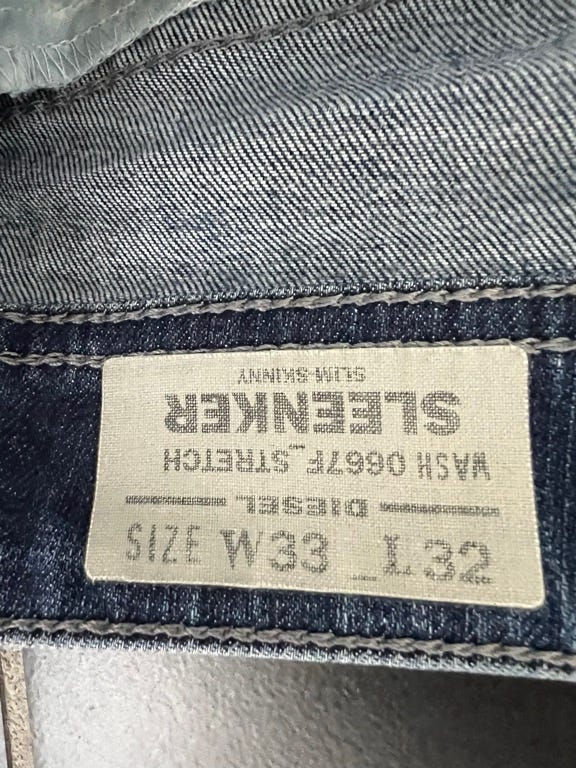 DIESEL
WASH 0667F_STRETCH
SLEENKER
SLIM-SKINNY
SIZE W33 _ L32